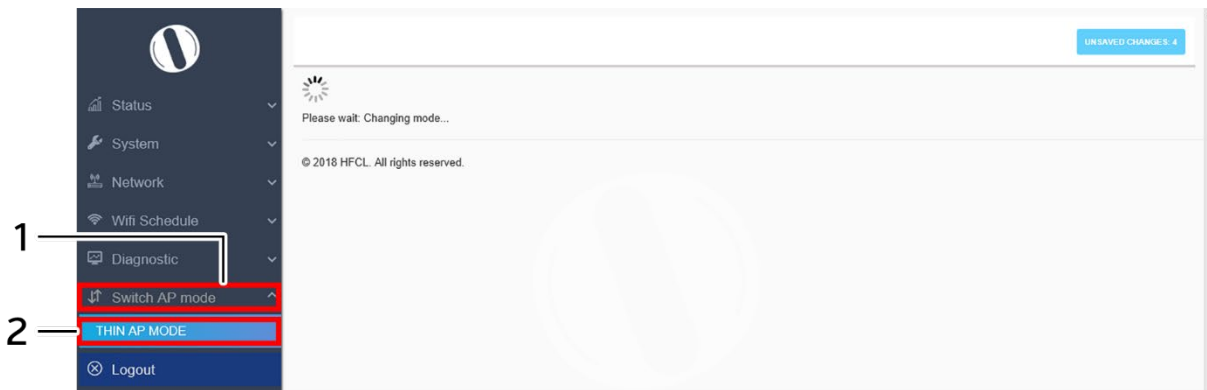 UNSAVED CHANGES: 4
Status
System
Network
Wifi Schedule
Diagnostic
Switch AP mode
THIN AP MODE
Logout
Please wait: Changing mode...
© 2018 HFCL. All rights reserved.
1
2